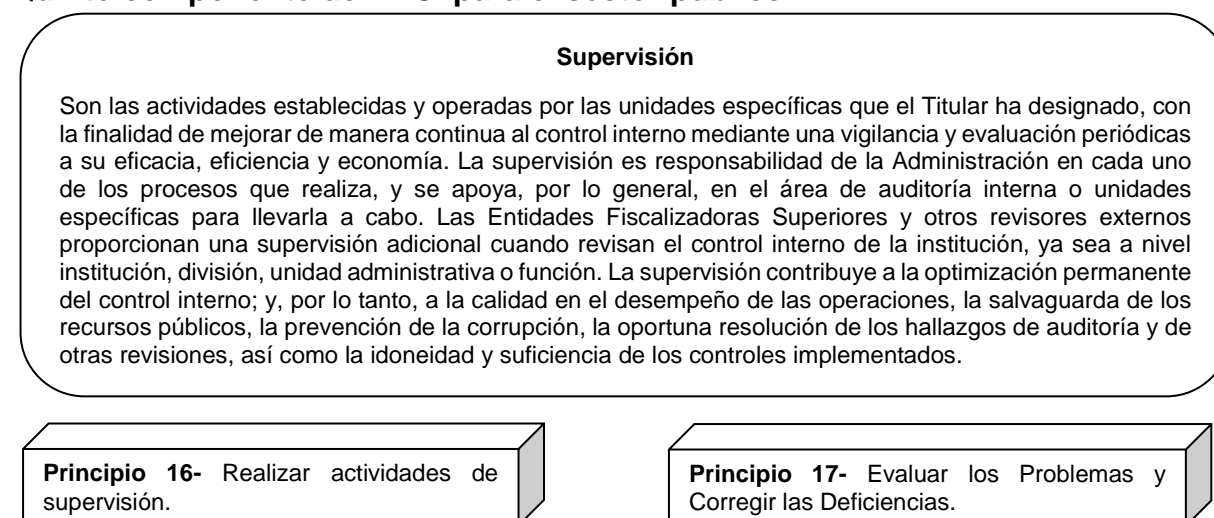 Supervisión
Son las actividades establecidas y operadas por las unidades específicas que el Titular ha designado, con
la finalidad de mejorar de manera continua al control interno mediante una vigilancia y evaluación periódicas
a su eficacia, eficiencia y economía. La supervisión es responsabilidad de la Administración en cada uno
de los procesos que realiza, y se apoya, por lo general, en el área de auditoría interna o unidades
específicas para llevarla a cabo. Las Entidades Fiscalizadoras Superiores y otros revisores externos
proporcionan una supervisión adicional cuando revisan el control interno de la institución, ya sea a nivel
institución, división, unidad administrativa o función. La supervisión contribuye a la optimización permanente
del control interno; y, por lo tanto, a la calidad en el desempeño de las operaciones, la salvaguarda de los
recursos públicos, la prevención de la corrupción, la oportuna resolución de los hallazgos de auditoría y de
otras revisiones, así como la idoneidad y suficiencia de los controles implementados.
Principio 16- Realizar actividades de
supervisión.
Principio 17- Evaluar los Problemas y
Corregir las Deficiencias.